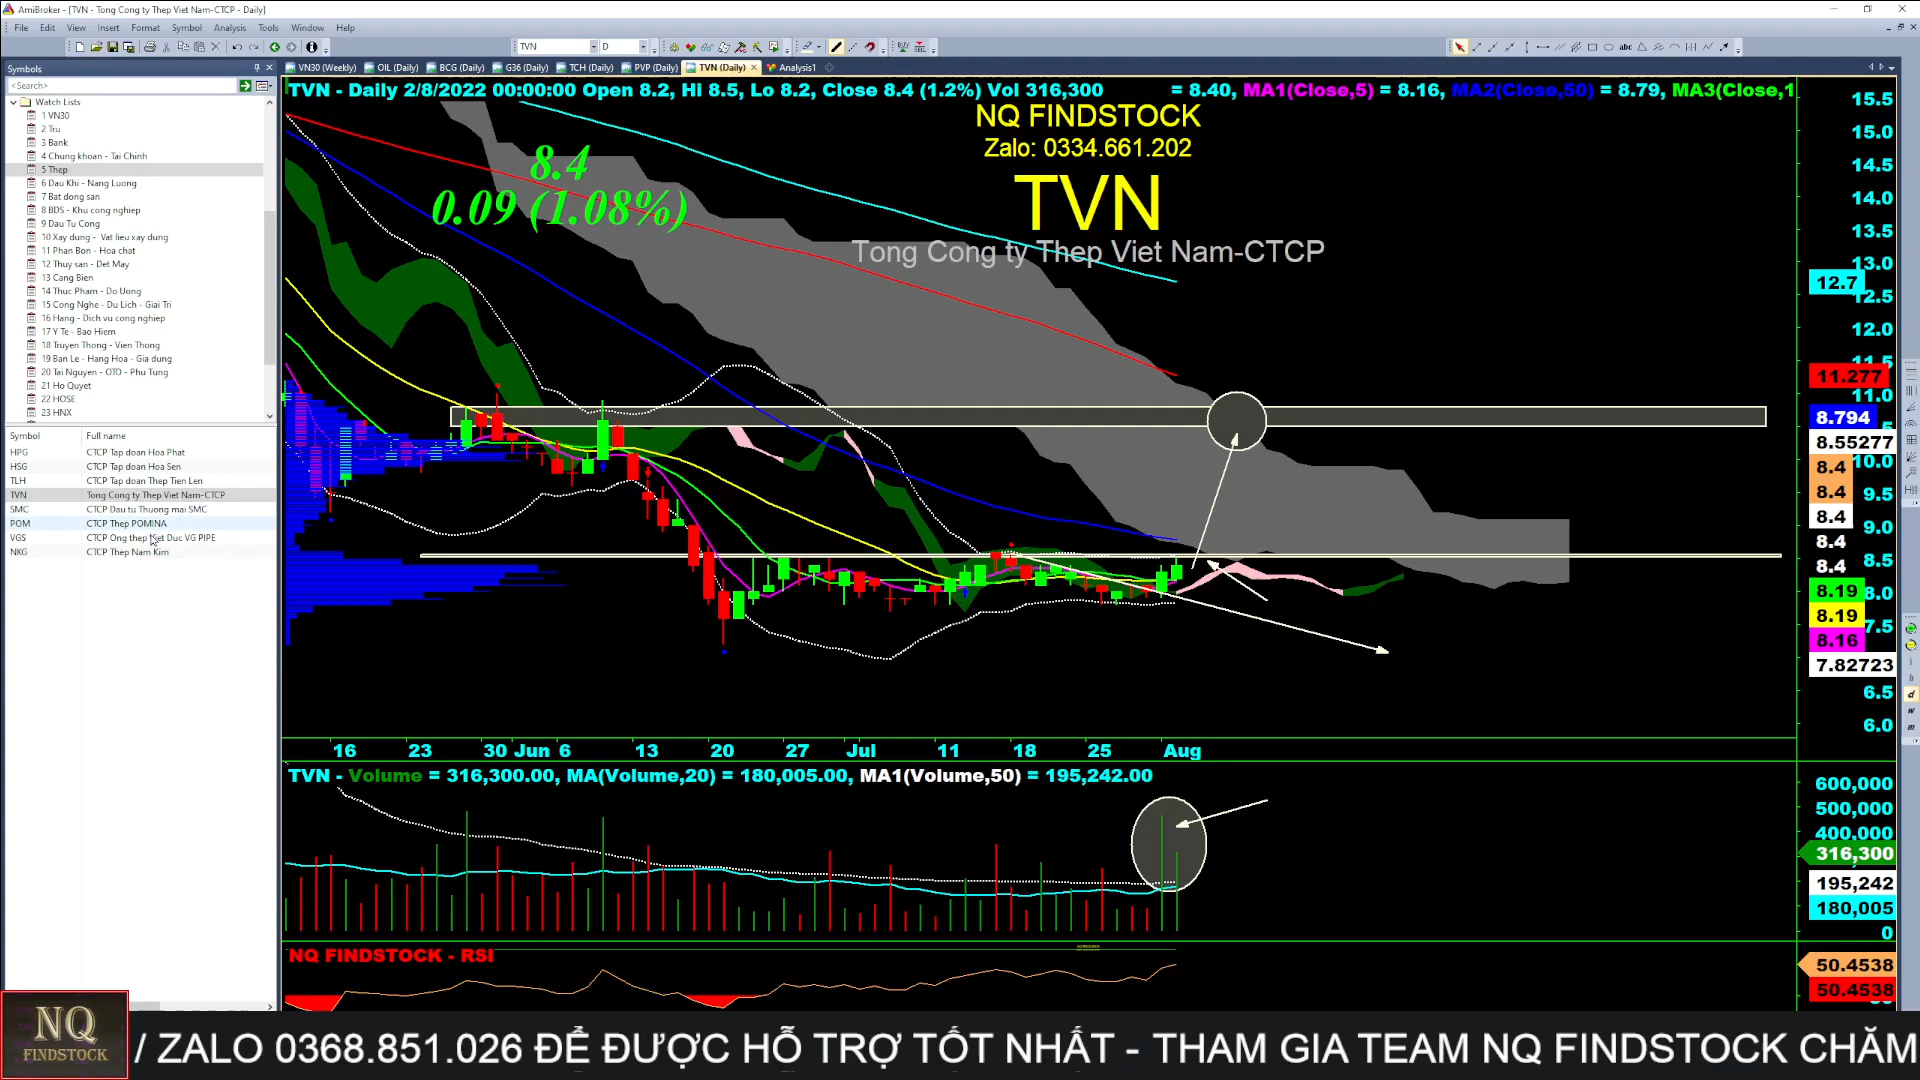 AmiBroker - [TVN - Tong Cong ty Thep Viet Nam-CTCP - Daily]
File Edit View Insert Format Symbol Analysis Tools Window Help
TVN D
Symbols
VN30 (Weekly) OIL (Daily) BCG (Daily) G36 (Daily) TCH (Daily) PVP (Daily) TVN (Daily) Analysis1
<Search>
Watch Lists
1 VN30
2 Tru
3 Bank
4 Chung khoan - Tai Chinh
5 Thep
6 Dau Khi - Nang Luong
7 Bat dong san
8 BDS - Khu cong nghiep
9 Dau Tu Cong
10 Xay dung - Vat lieu xay dung
11 Phan Bon - Hoa chat
12 Thuy san - Det May
13 Cang Bien
14 Thuc Pham - Do Uong
15 Cong Nghe - Du Lich - Giai Tri
16 Hang - Dich vu cong nghiep
17 Y Te - Bao Hiem
18 Truyen Thong - Vien Thong
19 Ban Le - Hang Hoa - Gia dung
20 Tai Nguyen - OTO - Phu Tung
21 Ho Quyet
22 HOSE
23 HNX
Symbol Full name
HPG CTCP Tap doan Hoa Phat
HSG CTCP Tap doan Hoa Sen
TLH CTCP Tap doan Thep Tien Len
TVN Tong Cong ty Thep Viet Nam-CTCP
SMC CTCP Dau tu Thuong mai SMC
POM CTCP Thep POMINA
VGS CTCP Ong thep Viet Duc VG PIPE
NKG CTCP Thep Nam Kim
TVN - Daily 2/8/2022 00:00:00 Open 8.2, Hi 8.5, Lo 8.2, Close 8.4 (1.2%) Vol 316,300 = 8.40, MA1(Close,5) = 8.16, MA2(Close,50) = 8.79, MA3(Close,1
NQ FINDSTOCK
Zalo: 0334.661.202
TVN
Tong Cong ty Thep Viet Nam-CTCP
8.4
0.09 (1.08%)
15.5
15.0
14.5
14.0
13.5
13.0
12.7
12.5
12.0
11.5
11.277
11.0
8.794
8.55277
8.4 10.0
8.4 9.5
8.4 9.0
8.4
8.4 8.5
8.19 8.0
8.19 7.5
8.16
7.82723
6.5
6.0
16 23 30 Jun 6 13 20 27 Jul 11 18 25 Aug
TVN - Volume = 316,300.00, MA(Volume,20) = 180,005.00, MA1(Volume,50) = 195,242.00
600,000
500,000
400,000
316,300
195,242
180,005
0
NQ FINDSTOCK - RSI
50.4538
50.4538
NQ
FINDSTOCK
/ ZALO 0368.851.026 ĐỂ ĐƯỢC HỖ TRỢ TỐT NHẤT - THAM GIA TEAM NQ FINDSTOCK CHĂM